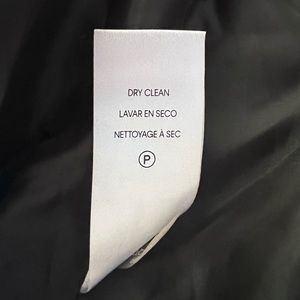 DRY CLEAN
LAVAR EN SECO
NETTOYAGE À SEC
P